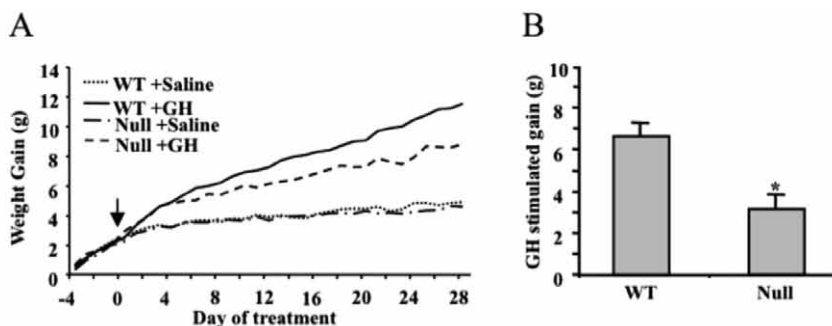 A
Weight Gain (g)
14
12
10
8
6
4
2
0
WT +Saline
WT +GH
Null +Saline
Null +GH
-4 0 4 8 12 16 20 24 28
Day of treatment
B
GH stimulated gain (g)
10
8
6
4
2
0
*
WT Null